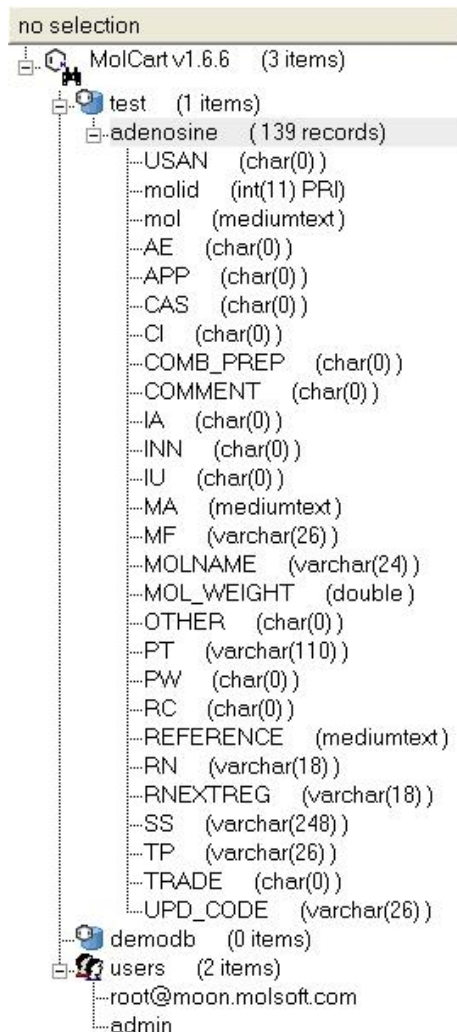 no selection
MolCart v1.6.6 (3 items)
test (1 items)
adenosine (139 records)
USAN (char(0) )
molid (int(11) PRI)
mol (mediumtext)
AE (char(0) )
APP (char(0) )
CAS (char(0) )
CI (char(0) )
COMB_PREP (char(0) )
COMMENT (char(0) )
IA (char(0) )
INN (char(0) )
IU (char(0) )
MA (mediumtext)
MF (varchar(26) )
MOLNAME (varchar(24) )
MOL_WEIGHT (double )
OTHER (char(0) )
PT (varchar(110) )
PW (char(0) )
RC (char(0) )
REFERENCE (mediumtext)
RN (varchar(18) )
RNEXTREG (varchar(18) )
SS (varchar(248) )
TP (varchar(26) )
TRADE (char(0) )
UPD_CODE (varchar(26) )
demodb (0 items)
users (2 items)
root@moon.molsoft.com
admin